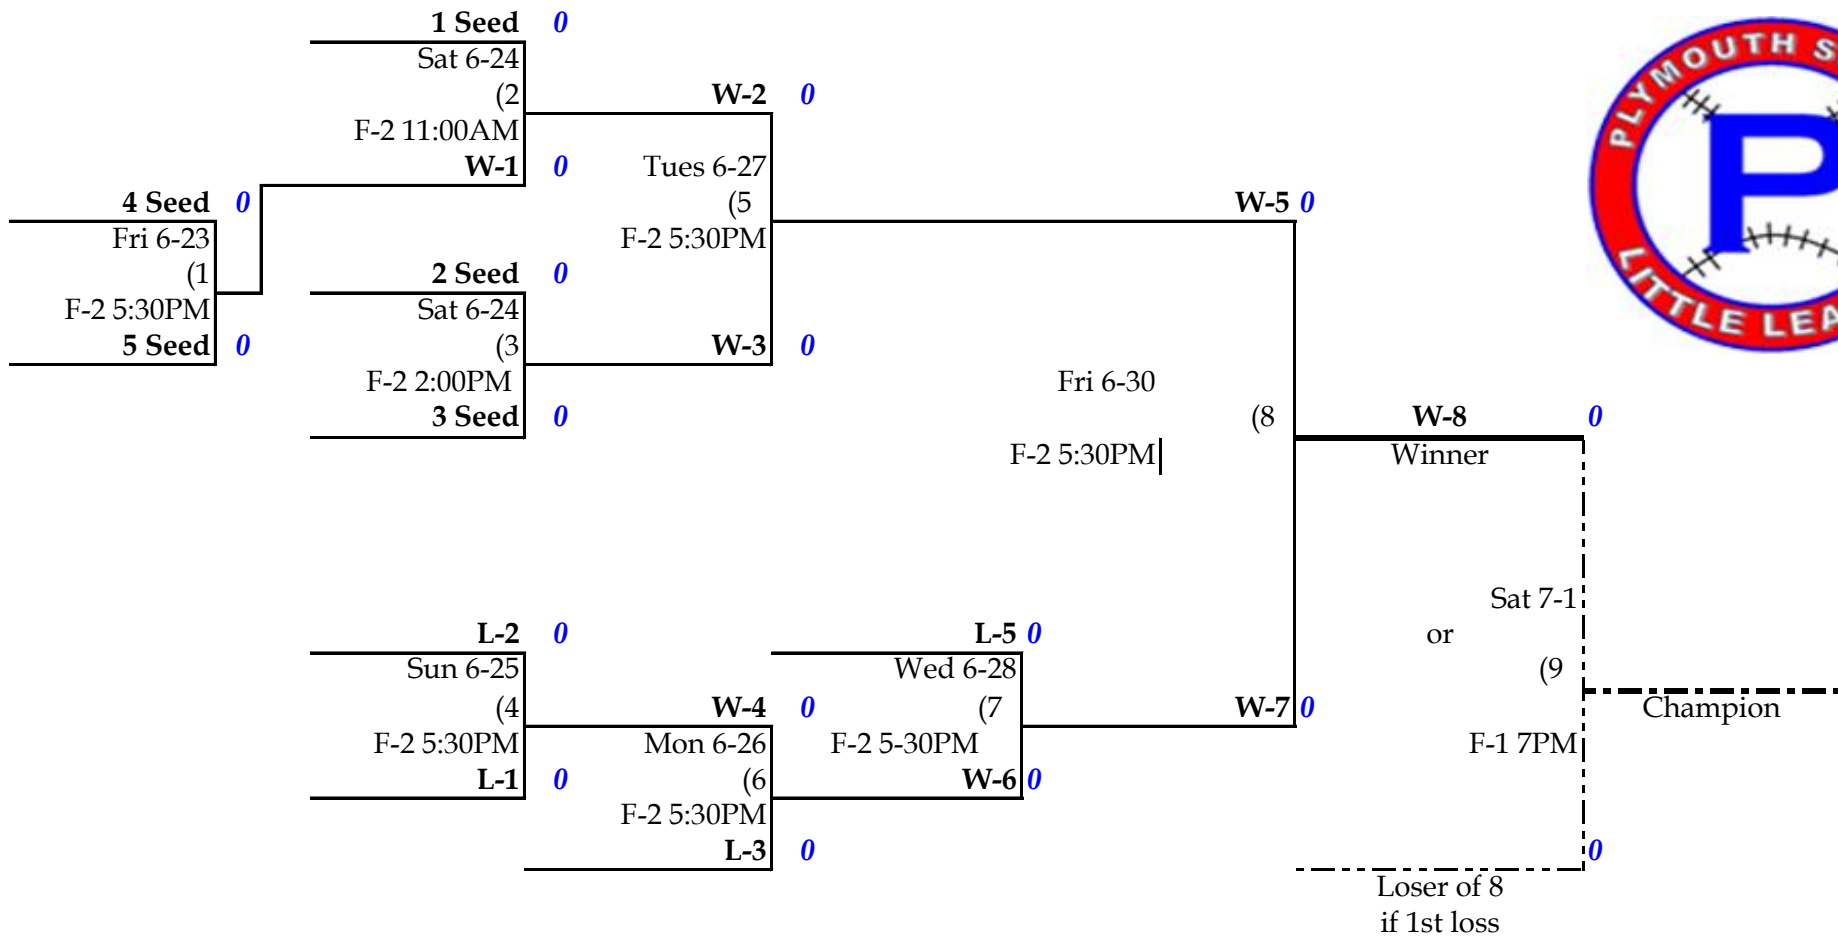 1 Seed 0
Sat 6-24
(2
F-2 11:00AM
W-1 0
W-2 0
4 Seed 0
Fri 6-23
(1
F-2 5:30PM
5 Seed 0
Tues 6-27
(5
F-2 5:30PM
W-5 0
2 Seed 0
Sat 6-24
(3
F-2 2:00PM
3 Seed 0
W-3 0
Fri 6-30
(8
F-2 5:30PM
W-8 0
Winner
L-2 0
Sun 6-25
(4
F-2 5:30PM
L-1 0
W-4 0
Mon 6-26
(6
F-2 5:30PM
L-3 0
L-5 0
Wed 6-28
(7
F-2 5-30PM
W-6 0
W-7 0
Sat 7-1
or
(9
F-1 7PM
Champion
0
Loser of 8
if 1st loss
PLYMOUTH
P
LITTLE